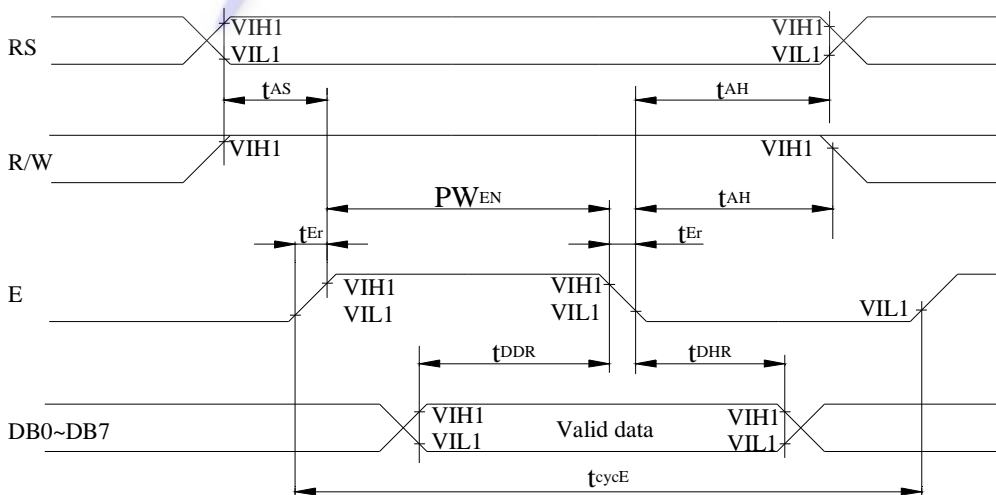 RS VIH1 VIH1
VIL1 VIL1
tAS tAH
R/W VIH1 VIH1
PWEN tAH
tEr tEr
E VIH1 VIH1
VIL1 VIL1 VIL1
tDDR tDHR
DB0~DB7 VIH1 Valid data VIH1
VIL1 VIL1
tcycE